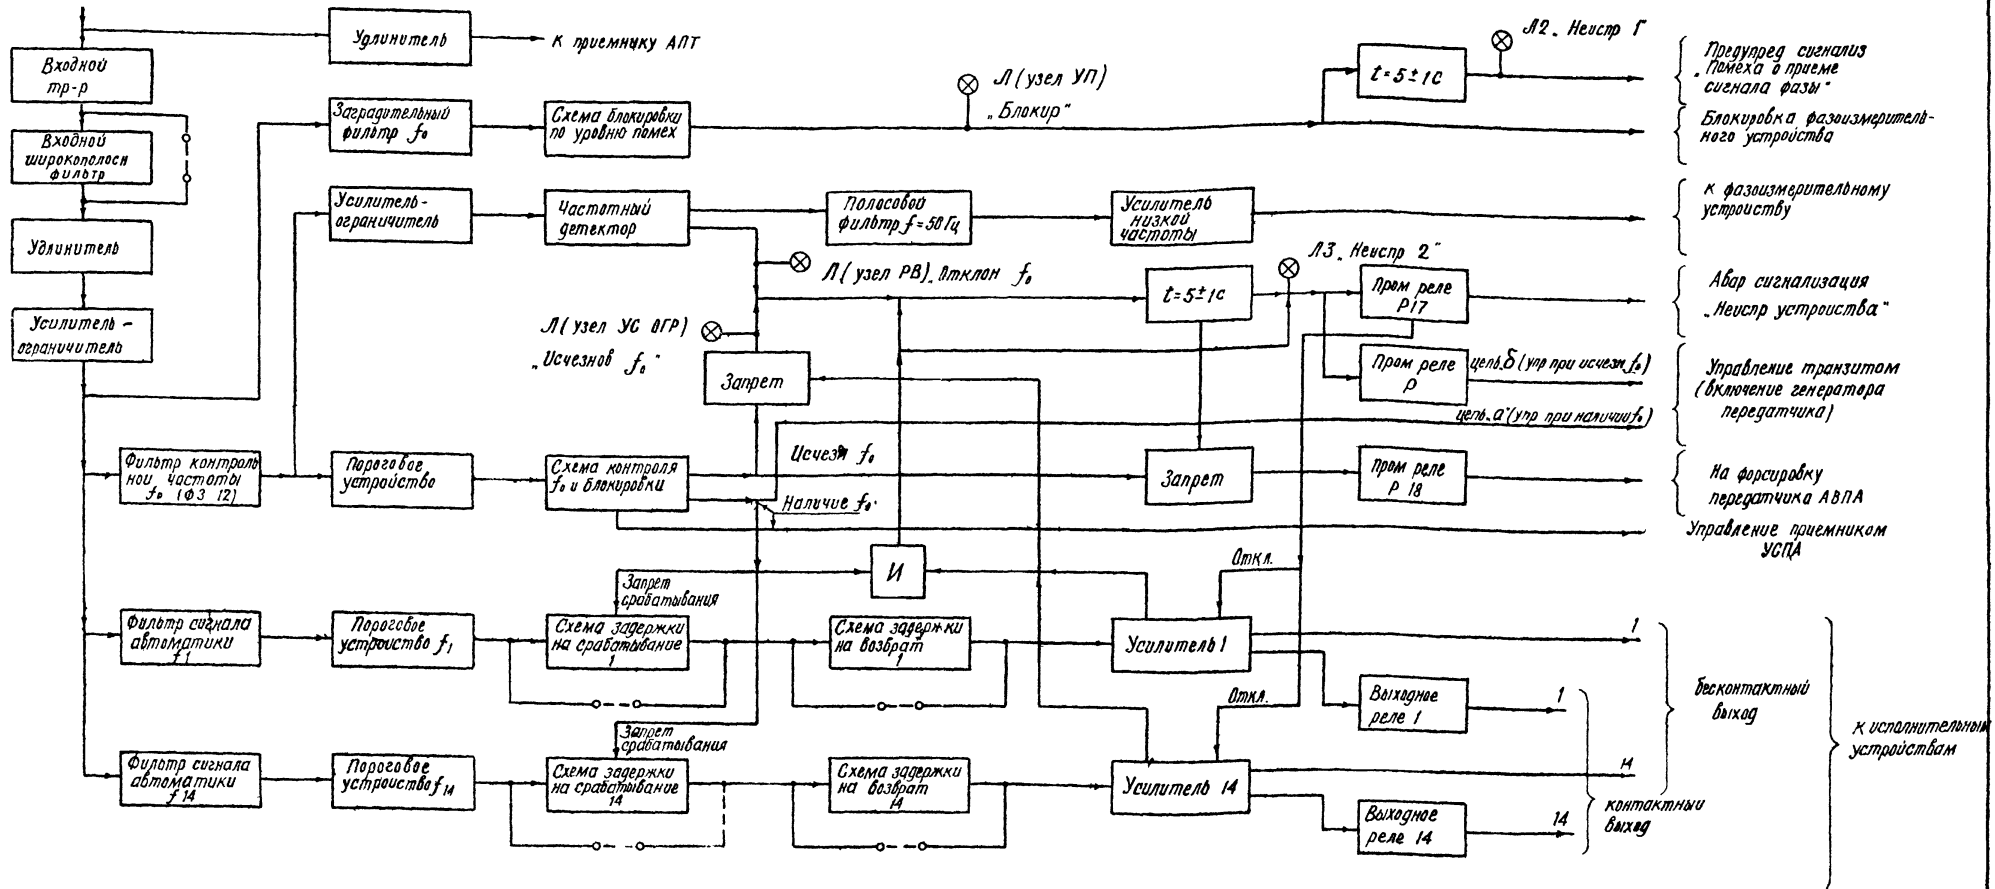 Удлинитель
К приемнику АПТ
Входной
тр-р
Входной
широкополосн
фильтр
Удлинитель
Усилитель-
ограничитель
Заградительный
фильтр f₀
Схема блокировки
по уровню помех
Л (узел УП)
„Блокир"
t=5±1с
Л2 „Неиспр 1"
Предупред сигнализ
„Помеха о приеме
сигнала фазы"
Блокировка фазоизмеритель-
ного устройства
Усилитель-
ограничитель
Частотный
детектор
Полосовой
фильтр f=50Гц
Усилитель
низкой
частоты
К фазоизмерительному
устройству
Л (узел РВ) „Отклон f₀
Л (узел УС ОГР)
„Исчезнов f₀"
Запрет
t=5±1с
Л3 „Неиспр 2"
Пром реле
Р17
Авар сигнализация
„Неиспр устройства"
Пром реле
Р
цепь „б (упр при исчезн f₀)
цепь „а" (упр при наличии f₀)
Управление транзитом
(включение генератора
передатчика)
Фильтр контроль
ной частоты
f₀ (ФЗ 12)
Пороговое
устройство
Схема контроля
f₀ и блокировки
Исчезн f₀
Наличие f₀
Запрет
Пром реле
Р 18
На форсировку
передатчика АВПА
Управление приемником
УСПА
И
Откл.
Запрет
срабатывания
Фильтр сигнала
автоматики
f1
Пороговое
устройство f₁
Схема задержки
на срабатывание
1
Схема задержки
на возврат
1
Усилитель 1
1
Выходное
реле 1
1
Откл.
бесконтактный
выход
К исполнительным
устройствам
Запрет
срабатывания
Фильтр сигнала
автоматики
f 14
Пороговое
устройство f₁₄
Схема задержки
на срабатывание
14
Схема задержки
на возврат
14
Усилитель 14
14
Выходное
реле 14
14
контактный
выход